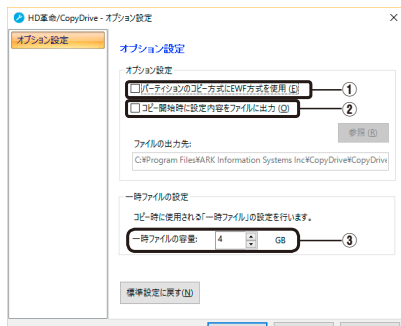 HD革命/CopyDrive - オプション設定
オプション設定
オプション設定
オプション設定
パーティションのコピー方式にEWF方式を使用 (E)
①
コピー開始時に設定内容をファイルに出力 (O)
②
参照 (R)
ファイルの出力先:
C:¥Program Files¥ARK Information Systems Inc¥CopyDrive¥CopyDrive
一時ファイルの設定
コピー時に使用される「一時ファイル」の設定を行います。
一時ファイルの容量: 4 GB
③
標準設定に戻す(N)